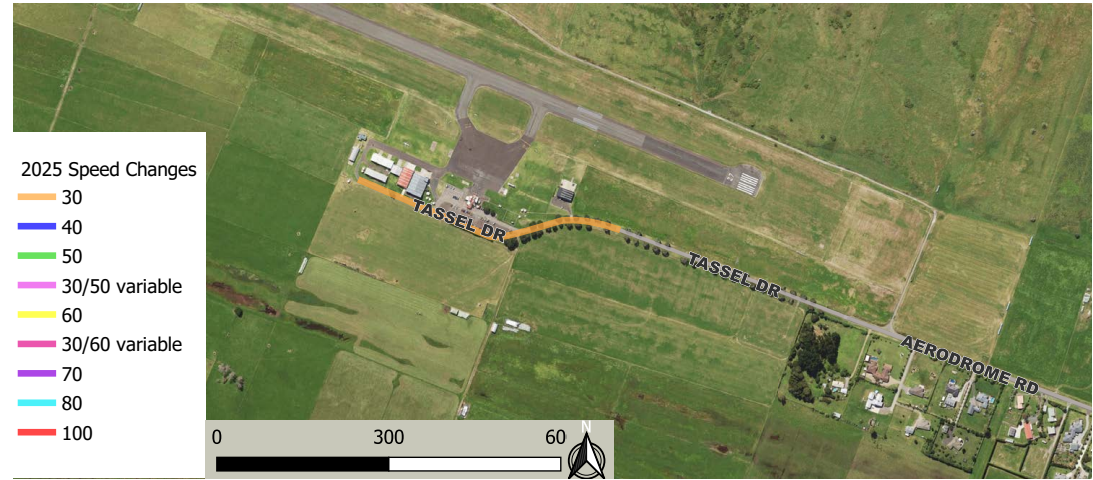 2025 Speed Changes
30
40
50
30/50 variable
60
30/60 variable
70
80
100
TASSEL DR
TASSEL DR
AERODROME RD
0 300 60
N